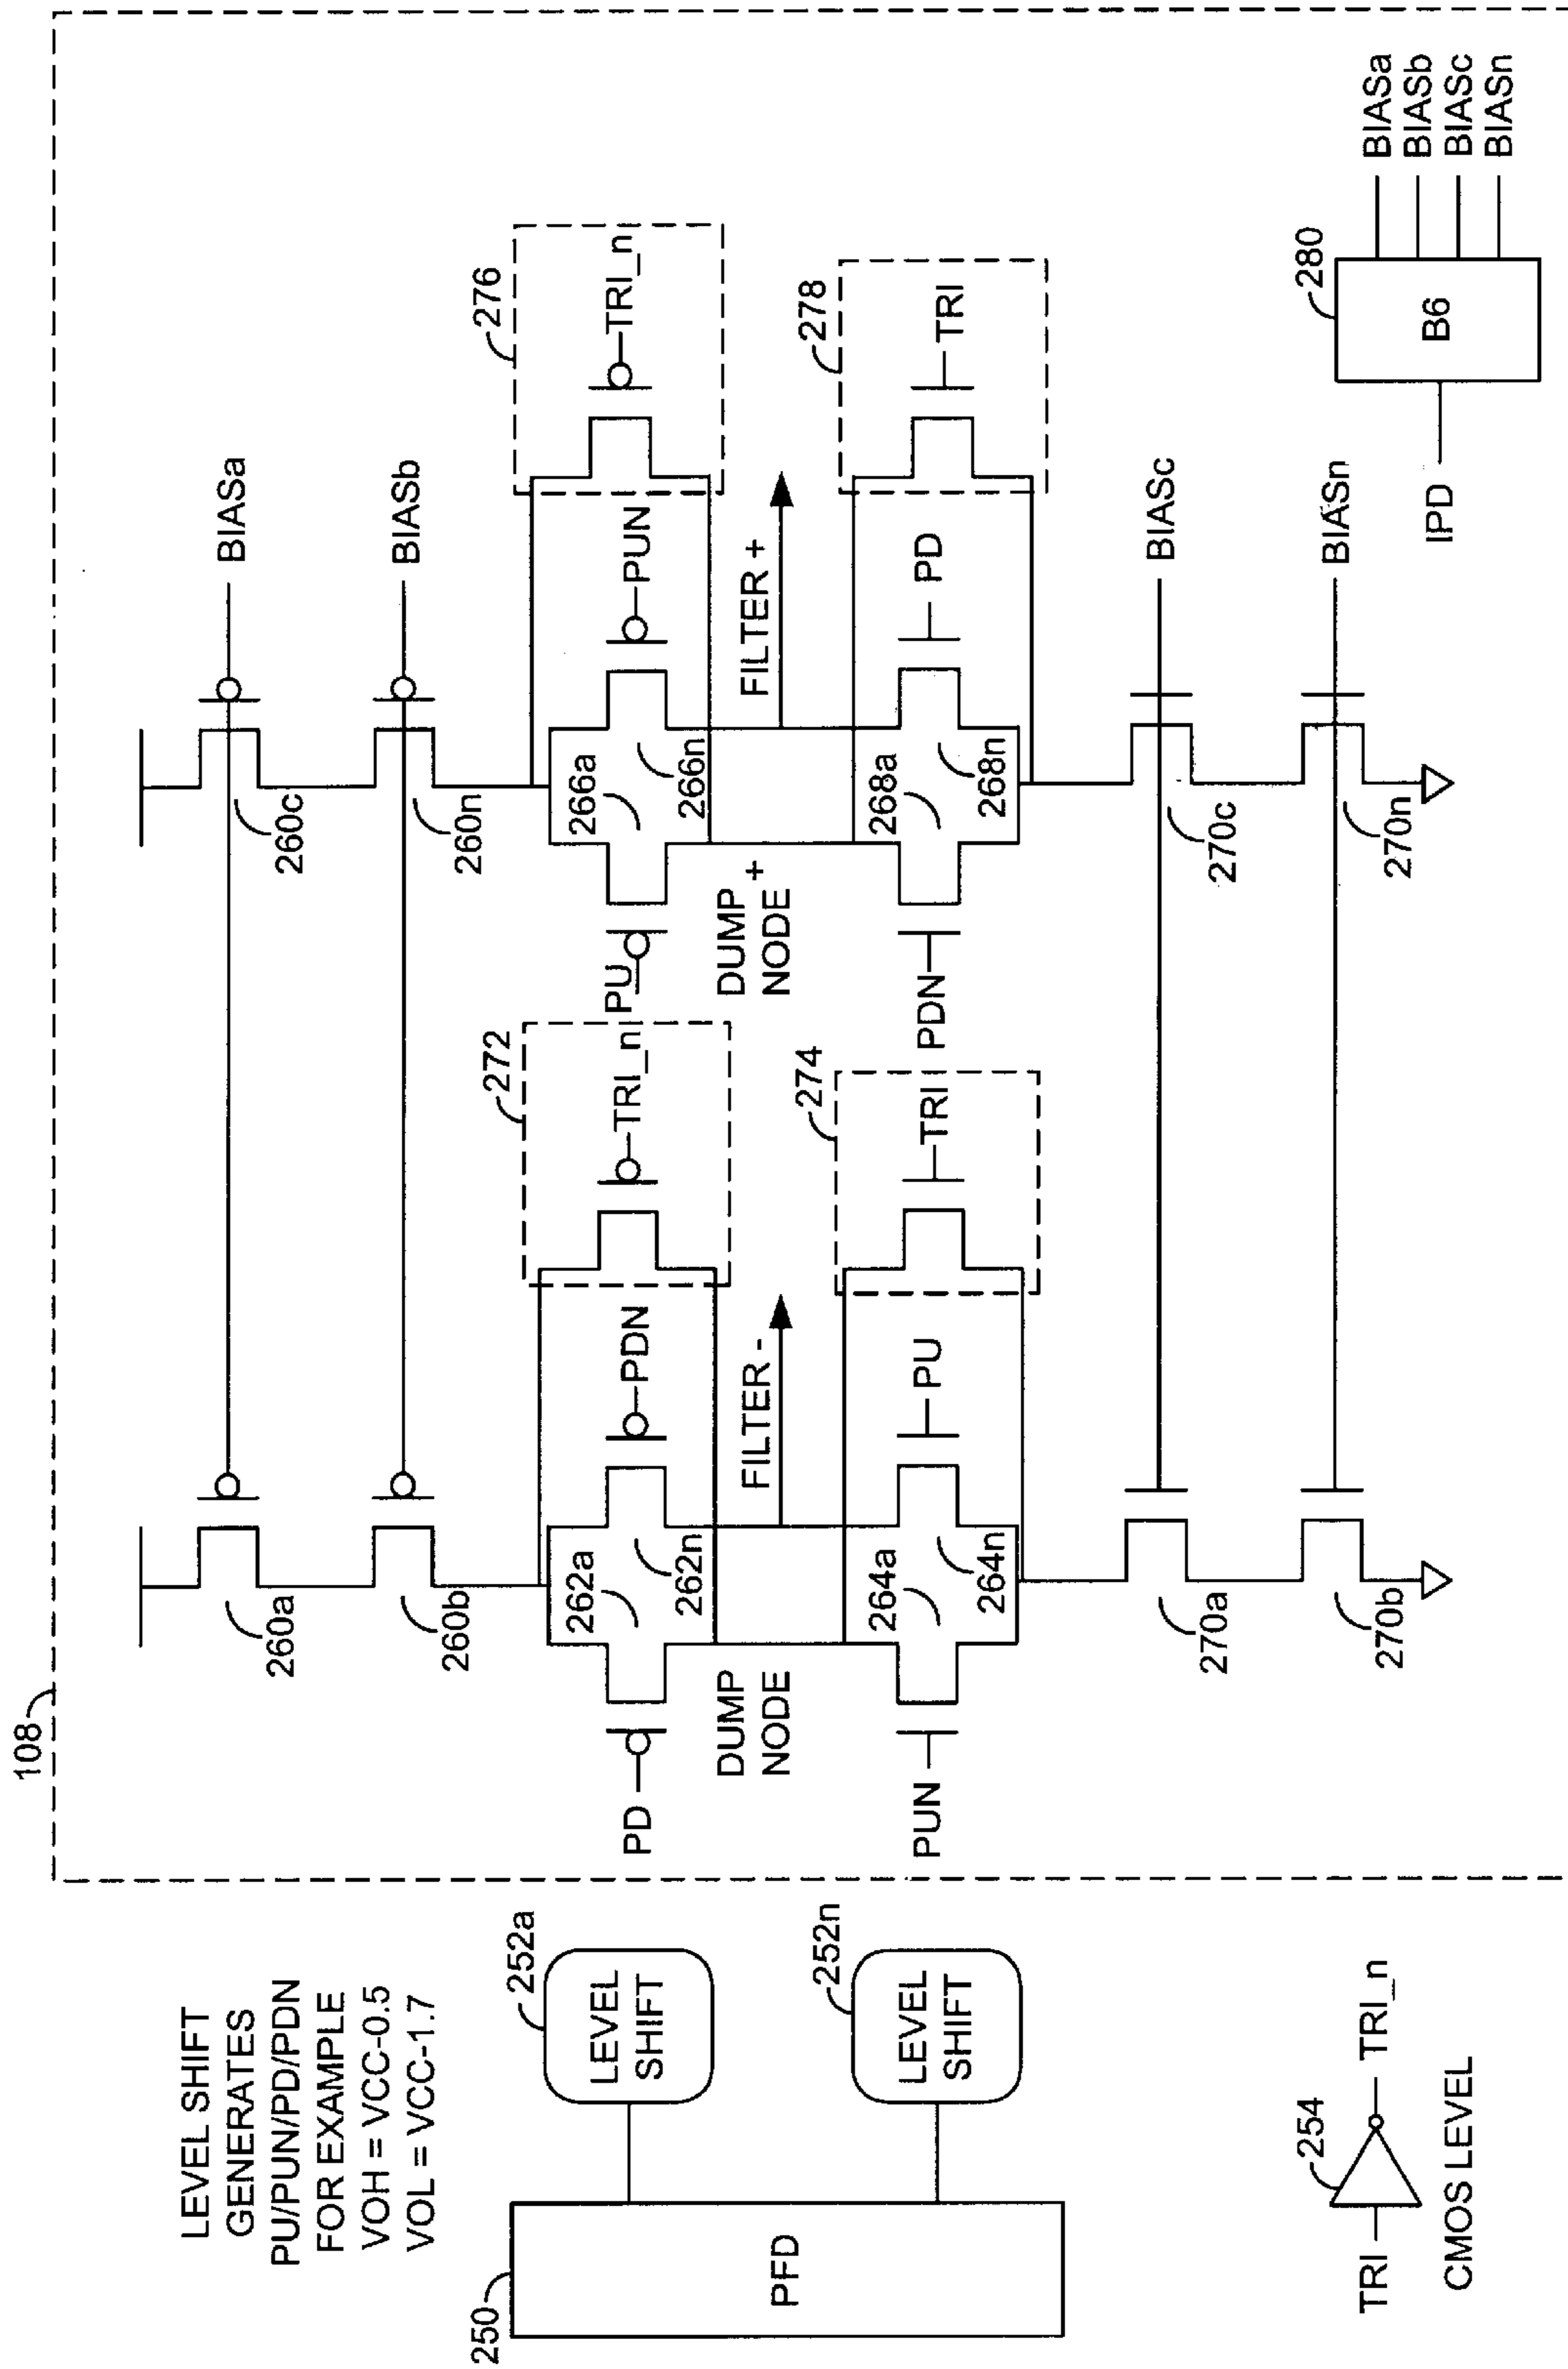 108
LEVEL SHIFT
GENERATES
PU/PUN/PD/PDN
FOR EXAMPLE
VOH = VCC-0.5
VOL = VCC-1.7
250
PFD
252a
LEVEL
SHIFT
252n
LEVEL
SHIFT
TRI
254
TRI_n
CMOS LEVEL
BIASa
260a
260c
BIASb
260b
260n
272
276
PD
262a
262n
PDN
TRI_n
PU
266a
266n
PUN
TRI_n
DUMP
NODE
FILTER -
DUMP +
NODE
FILTER +
274
278
PUN
264a
264n
PU
TRI
PDN
268a
268n
PD
TRI
BIASc
270a
270c
BIASn
270b
270n
280
IPD
B6
BIASa
BIASb
BIASc
BIASn